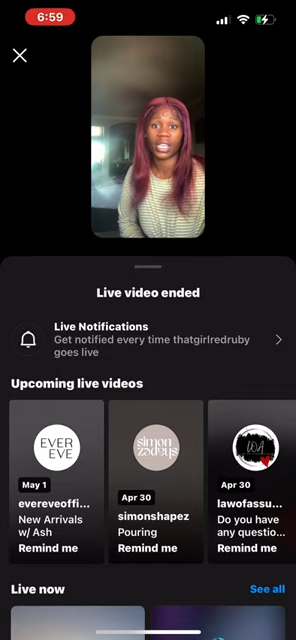 6:59
Live video ended
Live Notifications
Get notified every time thatgirlredruby
goes live
Upcoming live videos
EVER
EVE
May 1
evereveoffi...
New Arrivals
w/ Ash
Remind me
simon
shapez
Apr 30
simonshapez
Pouring
Remind me
LOA
Apr 30
lawofassu...
Do you have
any questio...
Remind me
Live now
See all